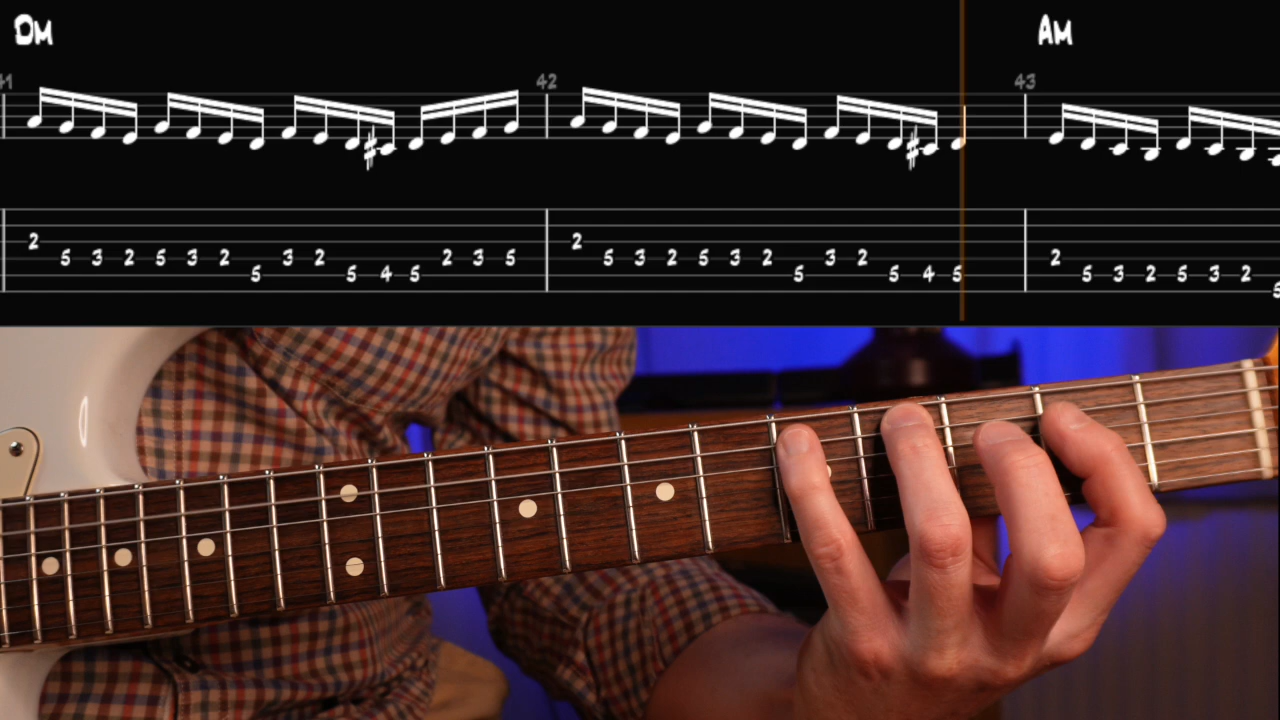 Dm Am
41 42 43
2 2
5 3 2 5 3 2 3 2 2 3 5 5 3 2 5 3 2 3 2 2
5 5 4 5 5 5 4 5 5 3 2 5 3 2
5